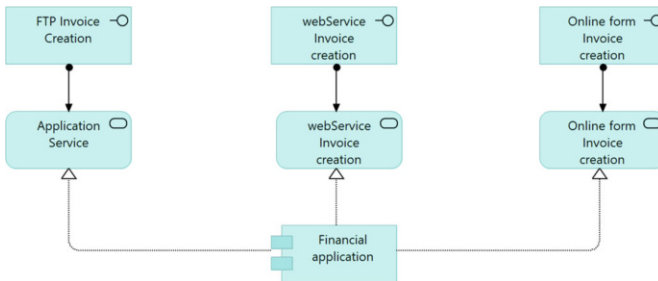 FTP Invoice
Creation
webService
Invoice
creation
Online form
Invoice
creation
Application
Service
webService
Invoice
creation
Online form
Invoice
creation
Financial
application